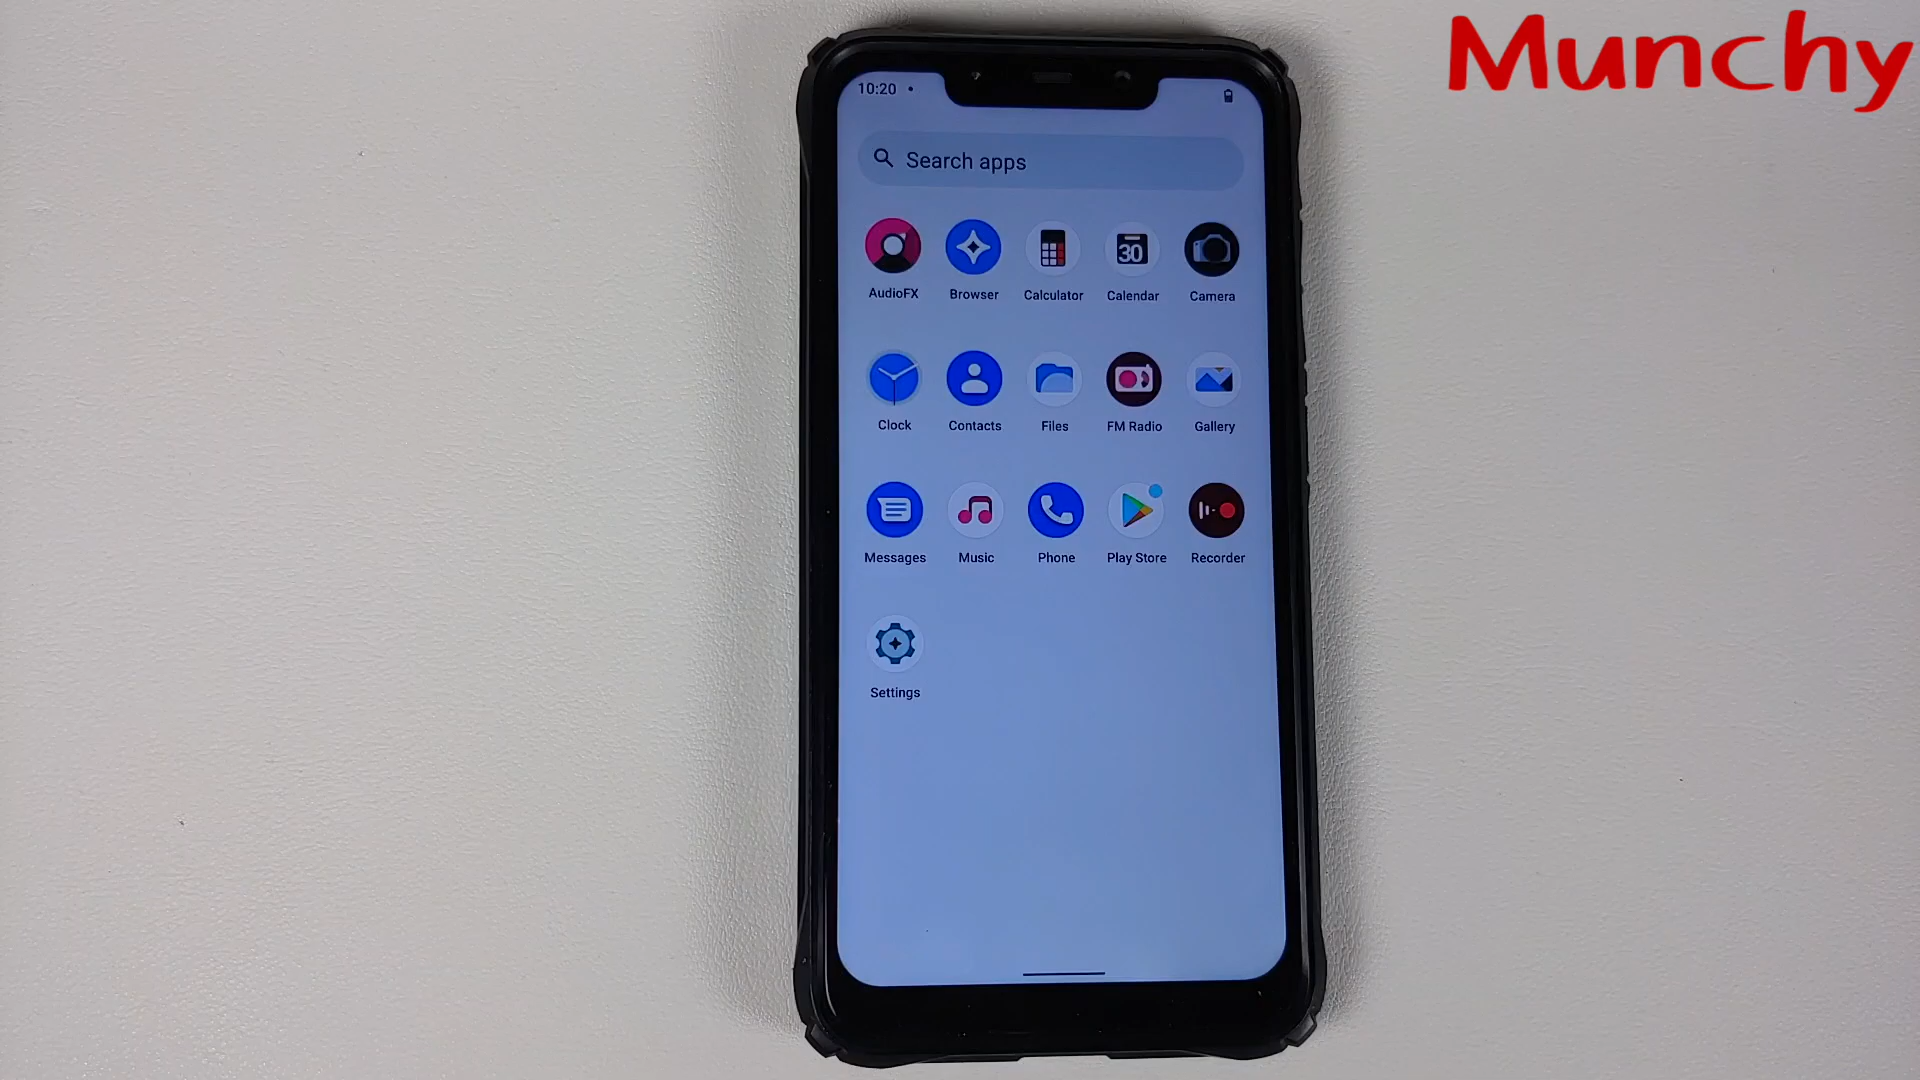 Munchy
10:20
Search apps
AudioFX Browser Calculator Calendar Camera
30
Clock Contacts Files FM Radio Gallery
Messages Music Phone Play Store Recorder
Settings